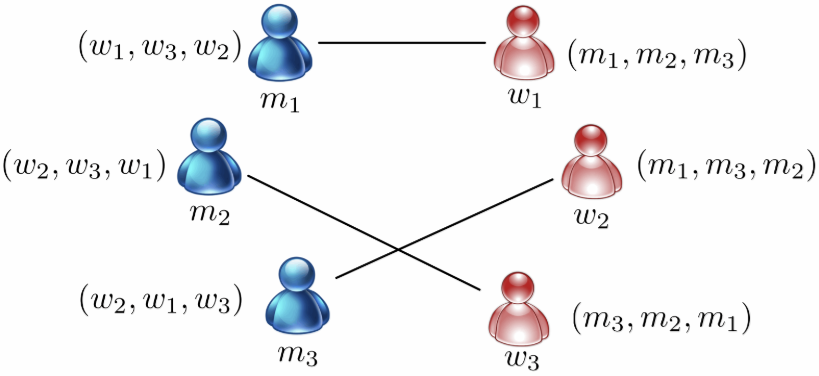 (w₁, w₃, w₂) m₁ w₁ (m₁, m₂, m₃)
(w₂, w₃, w₁) m₂ w₂ (m₁, m₃, m₂)
(w₂, w₁, w₃) m₃ w₃ (m₃, m₂, m₁)